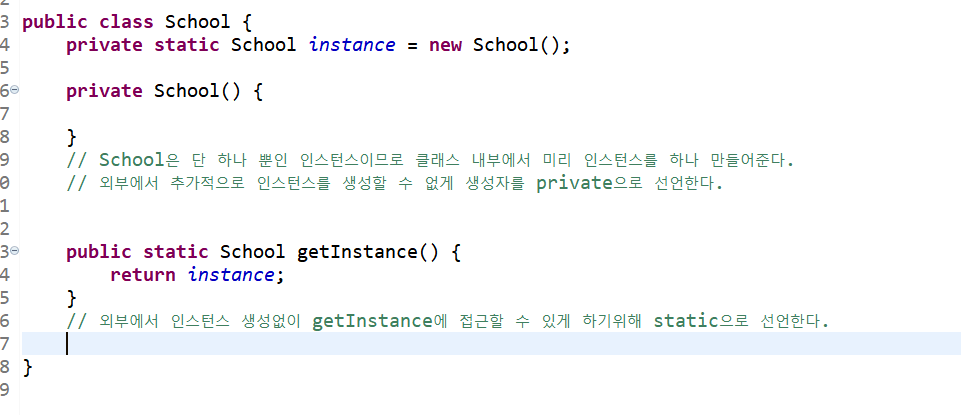 3 public class School {
4 private static School instance = new School();
5
6 private School() {
7
8 }
9 // School은 단 하나 뿐인 인스턴스이므로 클래스 내부에서 미리 인스턴스를 하나 만들어준다.
0 // 외부에서 추가적으로 인스턴스를 생성할 수 없게 생성자를 private으로 선언한다.
1
2
3 public static School getInstance() {
4 return instance;
5 }
6 // 외부에서 인스턴스 생성없이 getInstance에 접근할 수 있게 하기위해 static으로 선언한다.
7
8 }
9